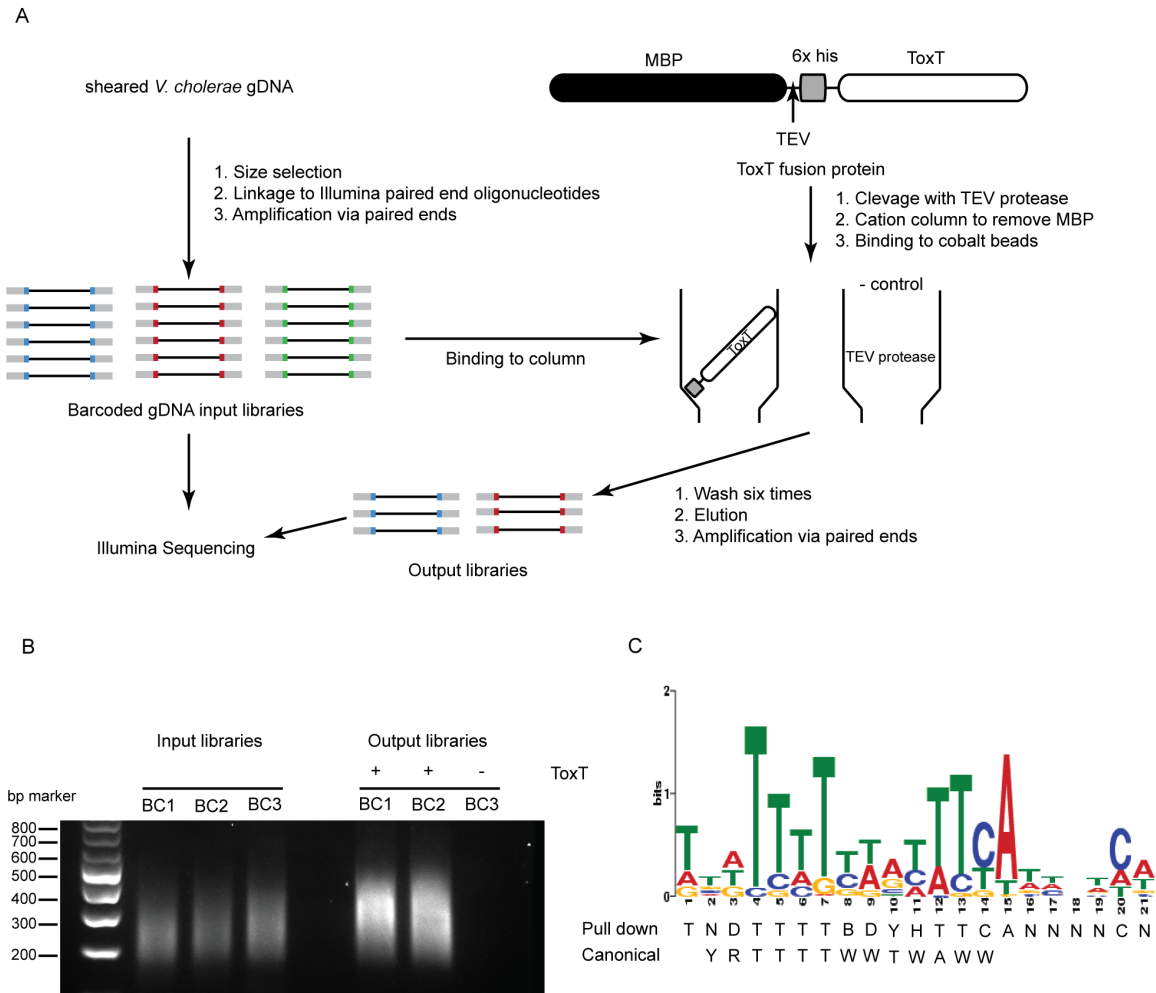 A
sheared V. cholerae gDNA
MBP
6x his
ToxT
TEV
ToxT fusion protein
1. Size selection
2. Linkage to Illumina paired end oligonucleotides
3. Amplification via paired ends
1. Clevage with TEV protease
2. Cation column to remove MBP
3. Binding to cobalt beads
- control
ToxT
TEV protease
Binding to column
Barcoded gDNA input libraries
1. Wash six times
2. Elution
3. Amplification via paired ends
Illumina Sequencing
Output libraries
B
Input libraries
Output libraries
+ + - ToxT
bp marker
BC1 BC2 BC3 BC1 BC2 BC3
800
700
600
500
400
300
200
C
2
1
0
bits
1 2 3 4 5 6 7 8 9 10 11 12 13 14 15 16 17 18 19 20 21
Pull down T N D T T T T B D Y H T T C A N N N N C N
Canonical Y R T T T T W W T W A W W